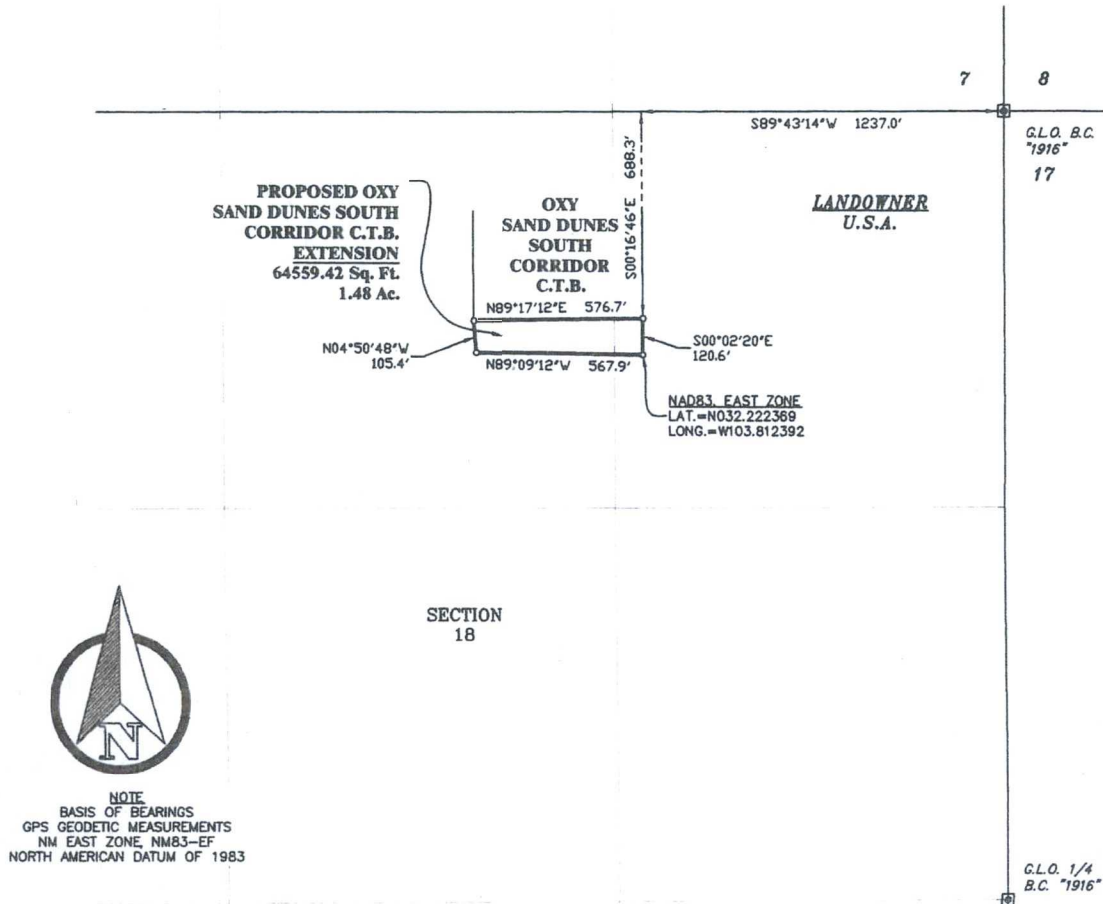 7 8
S89°43'14"W 1237.0'
G.L.O. B.C.
"1916"
17
LANDOWNER
U.S.A.
S00°16'46"E 688.3'
PROPOSED OXY
SAND DUNES SOUTH
CORRIDOR C.T.B.
EXTENSION
64559.42 Sq. Ft.
1.48 Ac.
OXY
SAND DUNES
SOUTH
CORRIDOR
C.T.B.
N89°17'12"E 576.7'
N04°50'48"W
105.4'
S00°02'20"E
120.6'
N89°09'12"W 567.9'
NAD83, EAST ZONE
LAT.=N032.222369
LONG.=W103.812392
SECTION
18
N
NOTE
BASIS OF BEARINGS
GPS GEODETIC MEASUREMENTS
NM EAST ZONE, NM83-EF
NORTH AMERICAN DATUM OF 1983
G.L.O. 1/4
B.C. "1916"